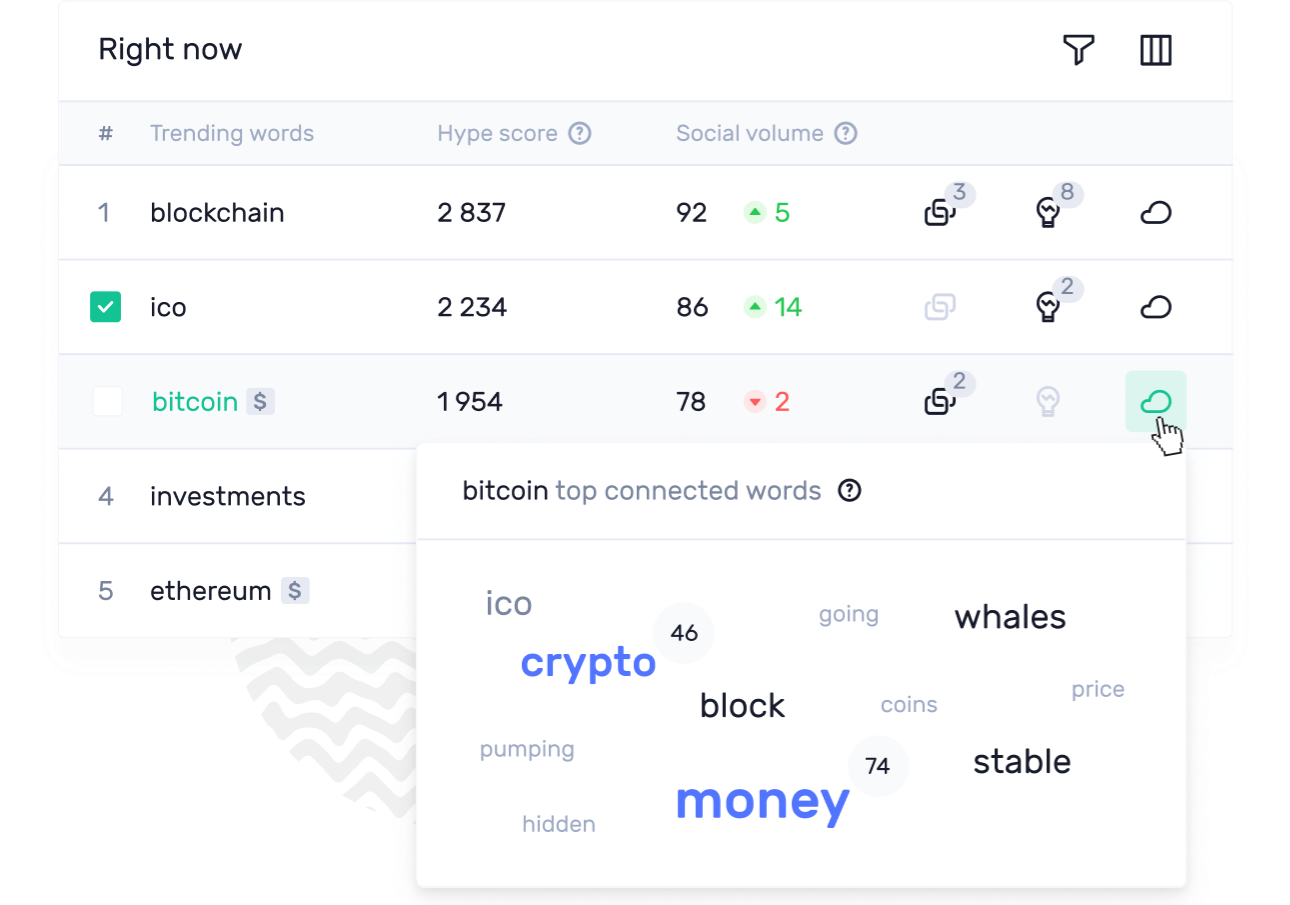 Right now
# Trending words Hype score ? Social volume ?
1 blockchain 2 837 92 5 3 8
ico 2 234 86 14 2
bitcoin $ 1 954 78 2 2
4 investments
bitcoin top connected words ?
5 ethereum $
ico
going
whales
46
crypto
price
block
coins
pumping
stable
74
money
hidden